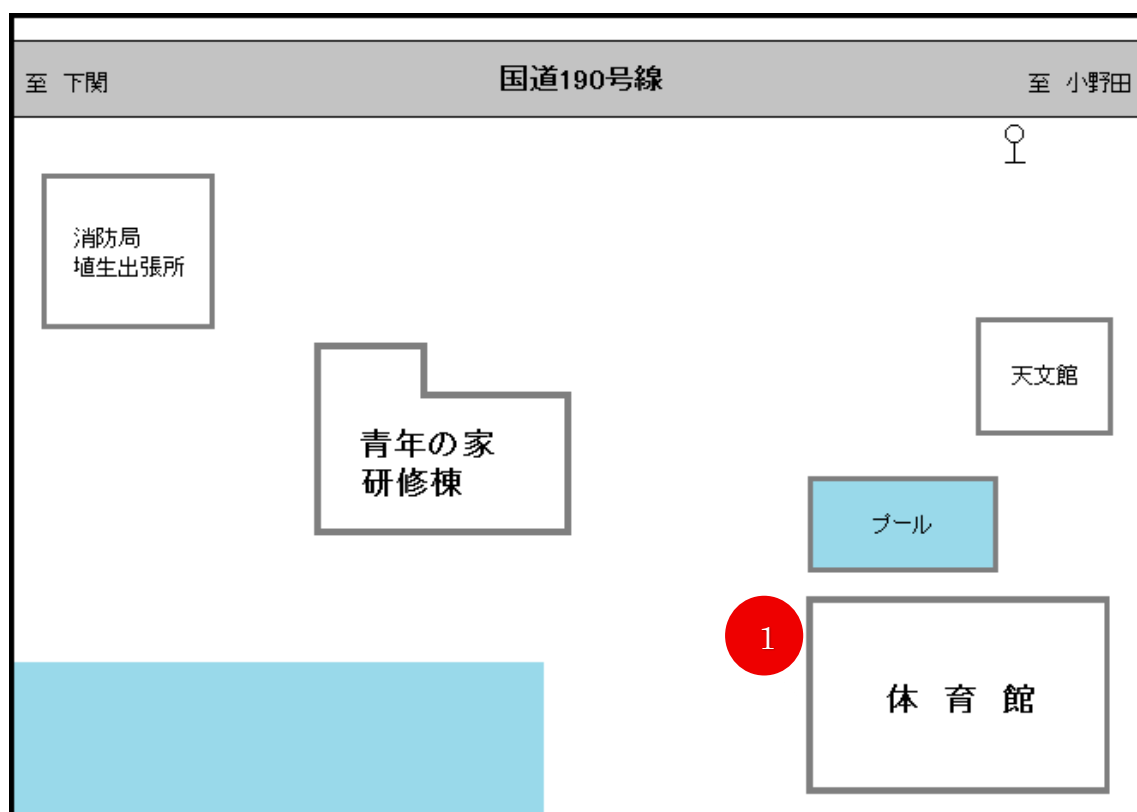 至 下関
国道190号線
至 小野田
消防局
埴生出張所
天文館
青年の家
研修棟
プール
1
体 育 館